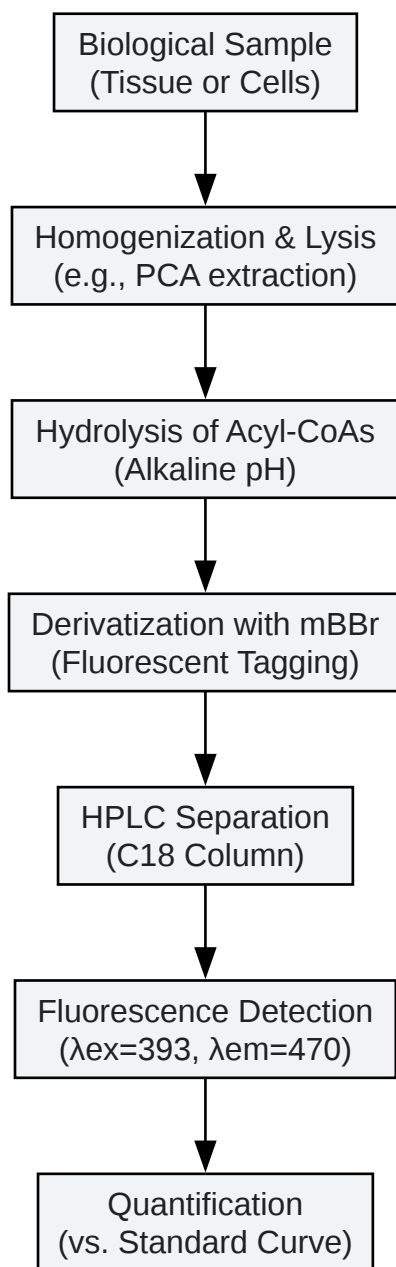 Biological Sample
(Tissue or Cells)
Homogenization & Lysis
(e.g., PCA extraction)
Hydrolysis of Acyl-CoAs
(Alkaline pH)
Derivatization with mBBr
(Fluorescent Tagging)
HPLC Separation
(C18 Column)
Fluorescence Detection
(λex=393, λem=470)
Quantification
(vs. Standard Curve)